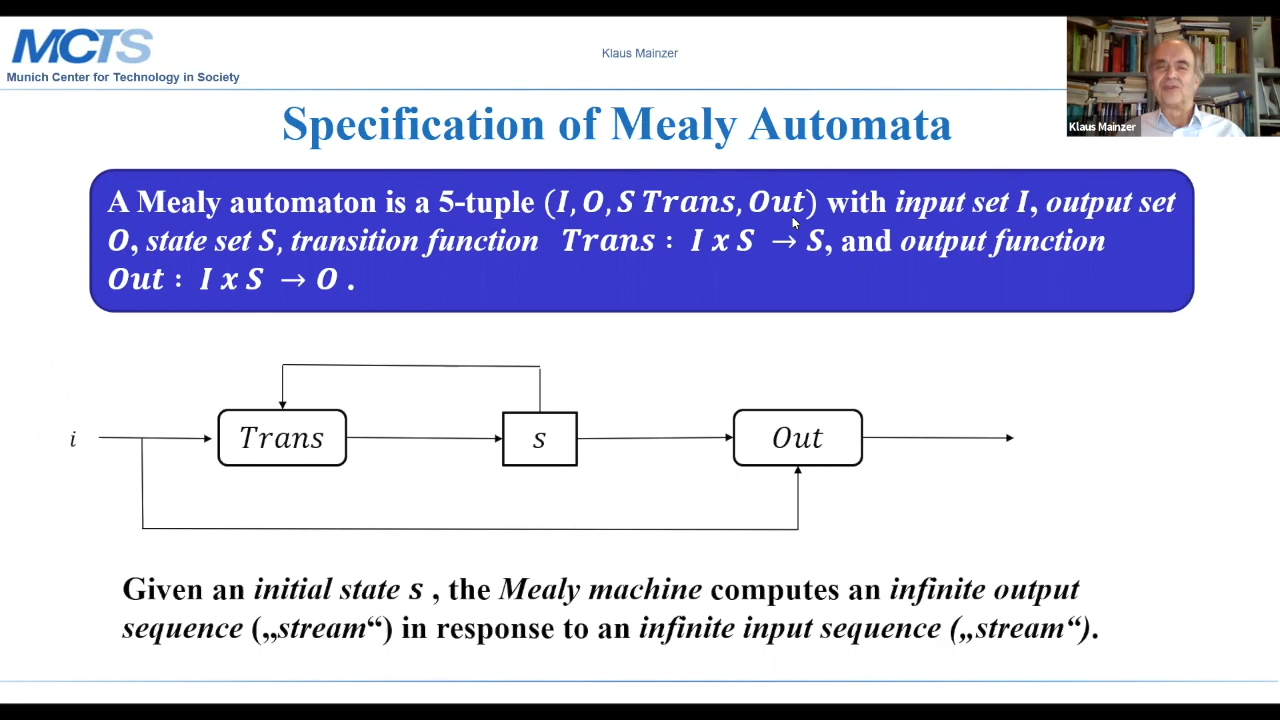 MCTS
Munich Center for Technology in Society
Klaus Mainzer
Klaus Mainzer
Specification of Mealy Automata
A Mealy automaton is a 5-tuple (I, O, S Trans, Out) with input set I, output set
O, state set S, transition function Trans : I x S → S, and output function
Out : I x S → O .
i
Trans
s
Out
Given an initial state s , the Mealy machine computes an infinite output
sequence („stream“) in response to an infinite input sequence („stream“).